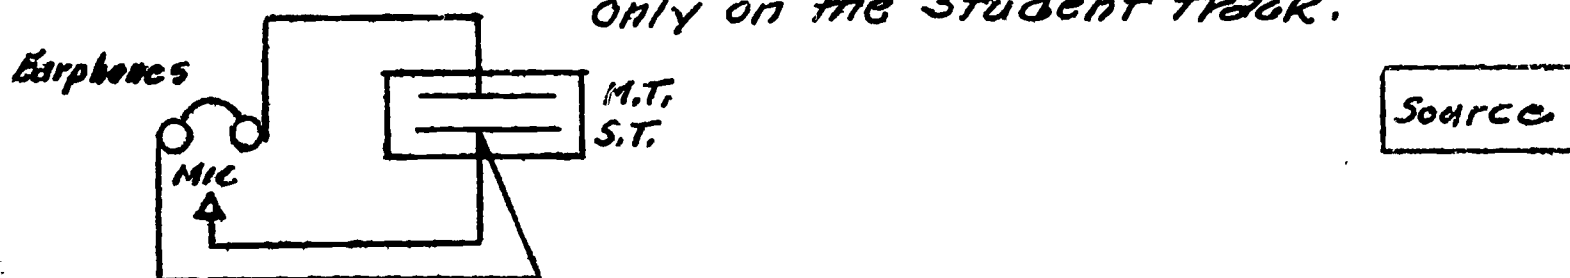 only on the Student Track.
Earphones
M.T.
S.T.
Source
MIC